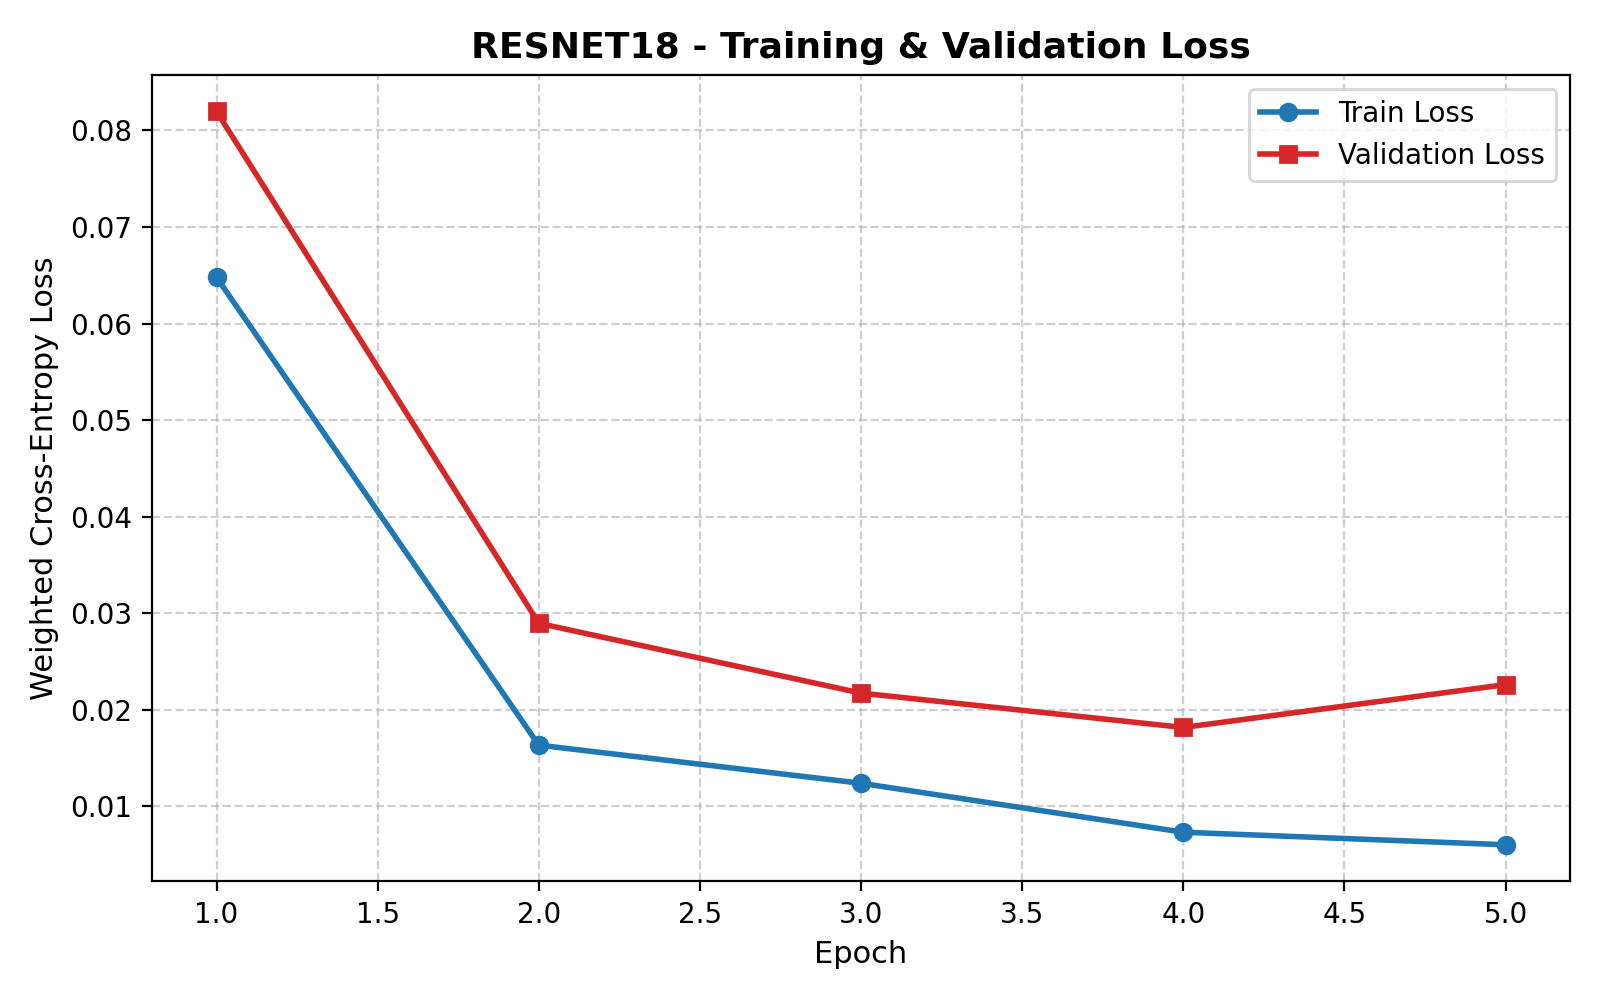 RESNET18 - Training & Validation Loss
Train Loss
Validation Loss
Weighted Cross-Entropy Loss
0.08
0.07
0.06
0.05
0.04
0.03
0.02
0.01
1.0 1.5 2.0 2.5 3.0 3.5 4.0 4.5 5.0
Epoch